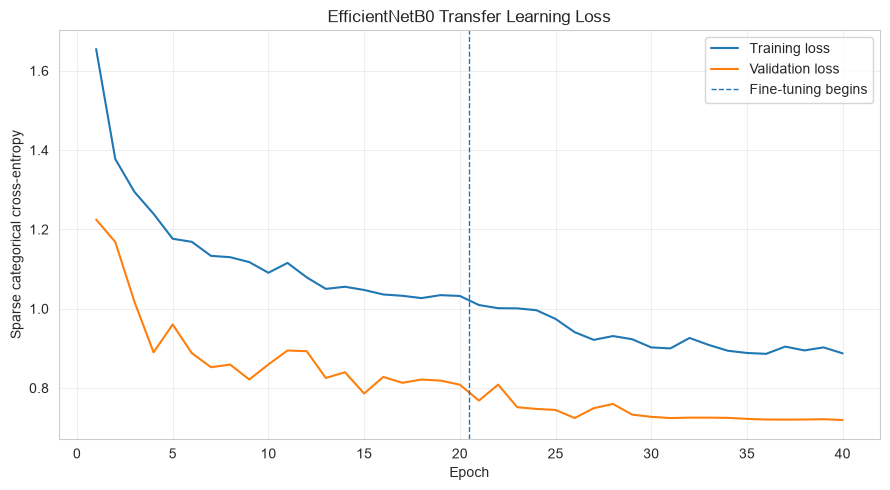 EfficientNetB0 Transfer Learning Loss
Training loss
Validation loss
Fine-tuning begins
Sparse categorical cross-entropy
1.6
1.4
1.2
1.0
0.8
0 5 10 15 20 25 30 35 40
Epoch